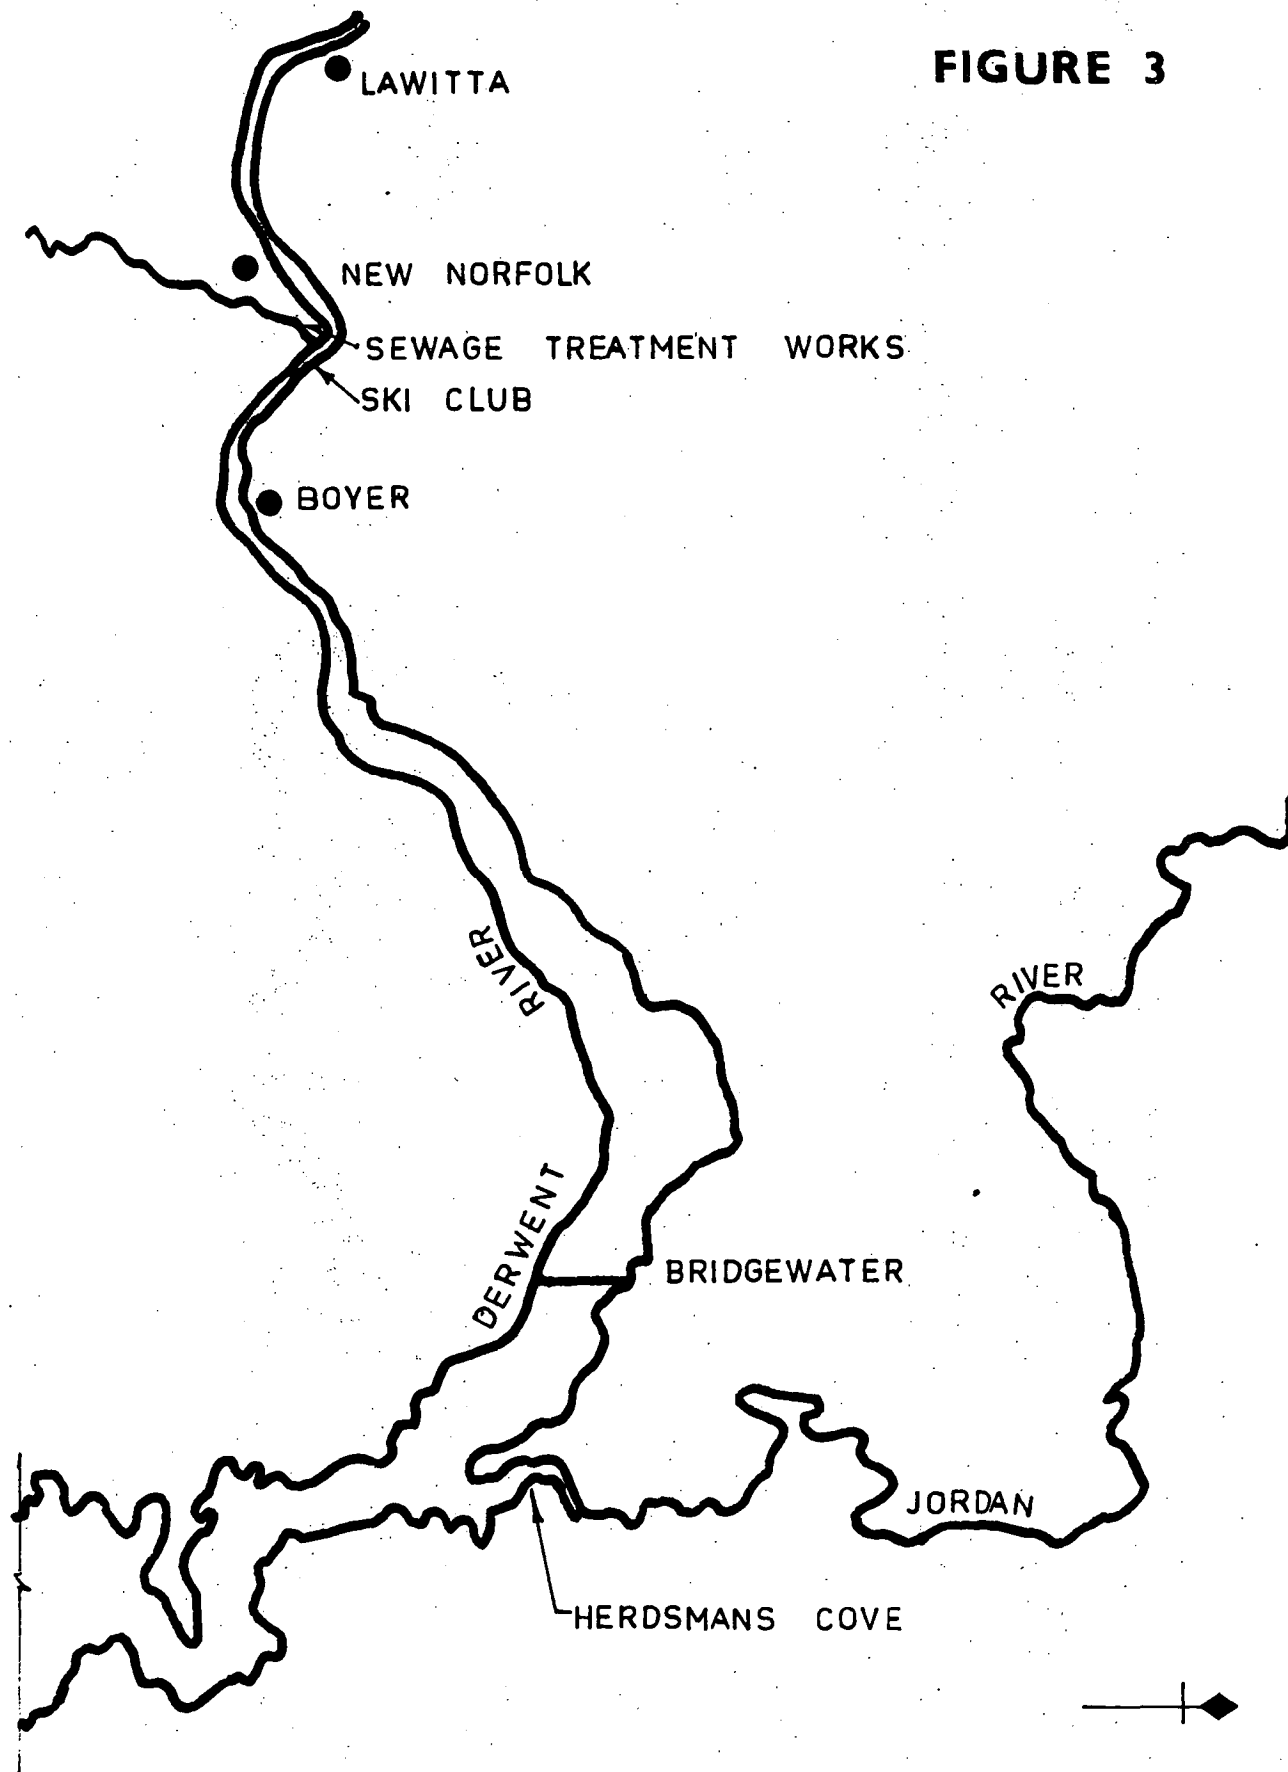 FIGURE 3
LAWITTA
NEW NORFOLK
SEWAGE TREATMENT WORKS
SKI CLUB
BOYER
RIVER
RIVER
DERWENT
BRIDGEWATER
JORDAN
HERDSMANS COVE